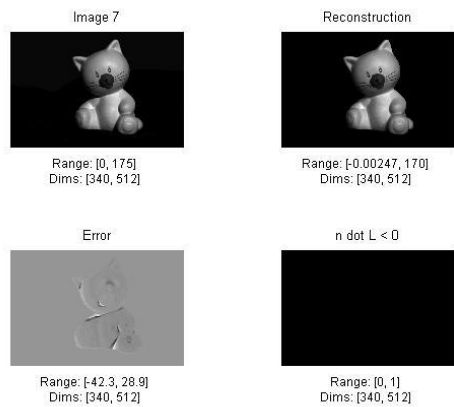 Image 7
Reconstruction
Range: [0, 175]
Dims: [340, 512]
Range: [-0.00247, 170]
Dims: [340, 512]
Error
n dot L < 0
Range: [-42.3, 28.9]
Dims: [340, 512]
Range: [0, 1]
Dims: [340, 512]